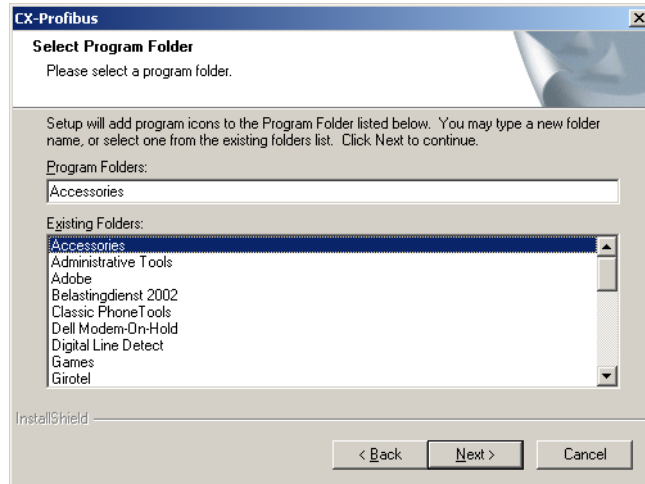 CX-Profibus
Select Program Folder
Please select a program folder.
Setup will add program icons to the Program Folder listed below. You may type a new folder
name, or select one from the existing folders list. Click Next to continue.
Program Folders:
Accessories
Existing Folders:
Accessories
Administrative Tools
Adobe
Belastingdienst 2002
Classic PhoneTools
Dell Modem-On-Hold
Digital Line Detect
Games
Girotel
InstallShield
< Back
Next >
Cancel